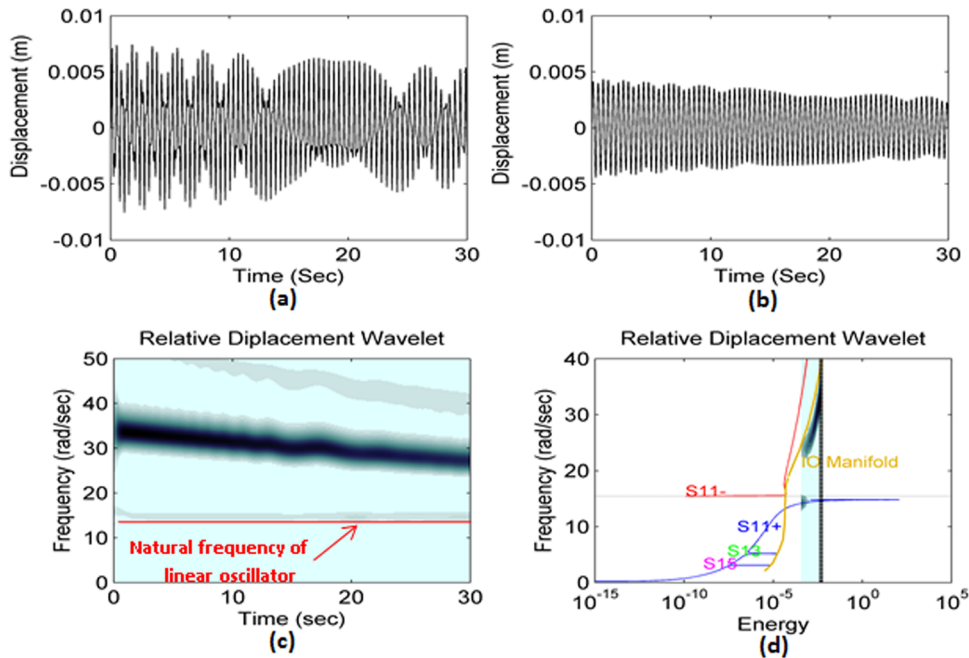 0.01
0.005
0
-0.005
-0.01
Displacement (m)
0 10 20 30
Time (Sec)
(a)
0.01
0.005
0
-0.005
-0.01
Displacement (m)
0 10 20 30
Time (Sec)
(b)
Relative Diplacement Wavelet
50
40
30
20
10
0
Frequency (rad/sec)
Natural frequency of
linear oscillator
0 10 20 30
Time (sec)
(c)
Relative Diplacement Wavelet
40
30
20
10
0
Frequency (rad/sec)
IO Manifold
S11-
S11+
S13
S15
10^-15 10^-10 10^-5 10^0 10^5
Energy
(d)